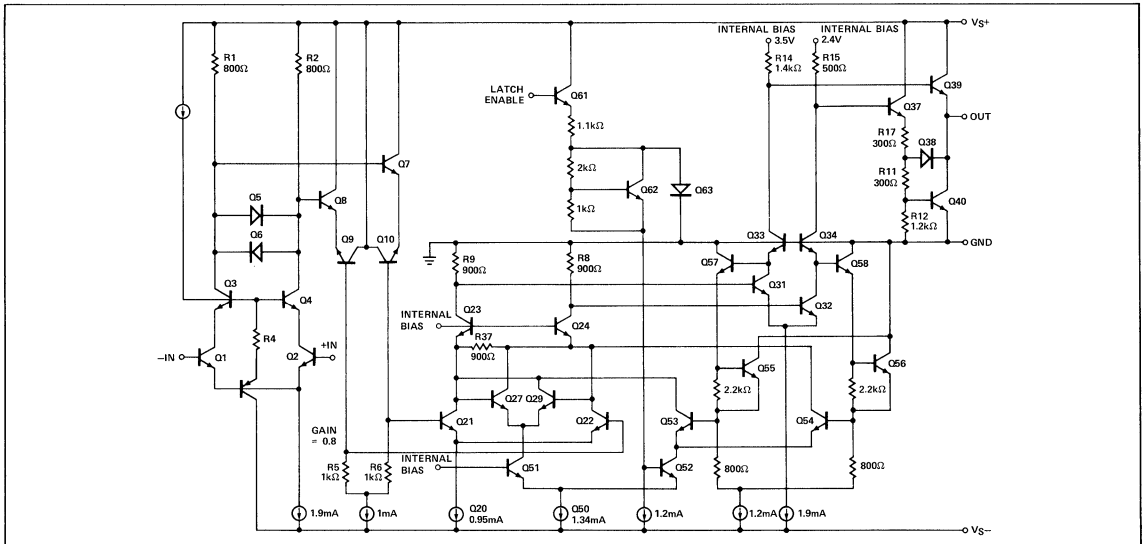 INTERNAL BIAS
3.5V
INTERNAL BIAS
2.4V
VS+
R1
800Ω
R2
800Ω
R14
1.4kΩ
R15
500Ω
LATCH
ENABLE
Q61
Q39
Q37
OUT
1.1kΩ
R17
300Ω
Q38
Q7
2kΩ
R11
300Ω
Q5
Q8
Q62
Q63
1kΩ
Q40
Q6
Q9
Q10
Q33
Q34
R12
1.2kΩ
GND
R9
900Ω
R8
900Ω
Q57
Q58
Q3
Q4
Q31
Q32
Q23
INTERNAL
BIAS
Q24
R4
R37
900Ω
–IN
Q1
Q2
+IN
Q55
Q56
2.2kΩ
2.2kΩ
Q27
Q29
Q21
Q22
Q53
Q54
GAIN
= 0.8
INTERNAL
BIAS
R5
1kΩ
R6
1kΩ
Q51
Q52
800Ω
800Ω
1.9mA
1mA
Q20
0.95mA
Q50
1.34mA
1.2mA
1.2mA
1.9mA
VS–